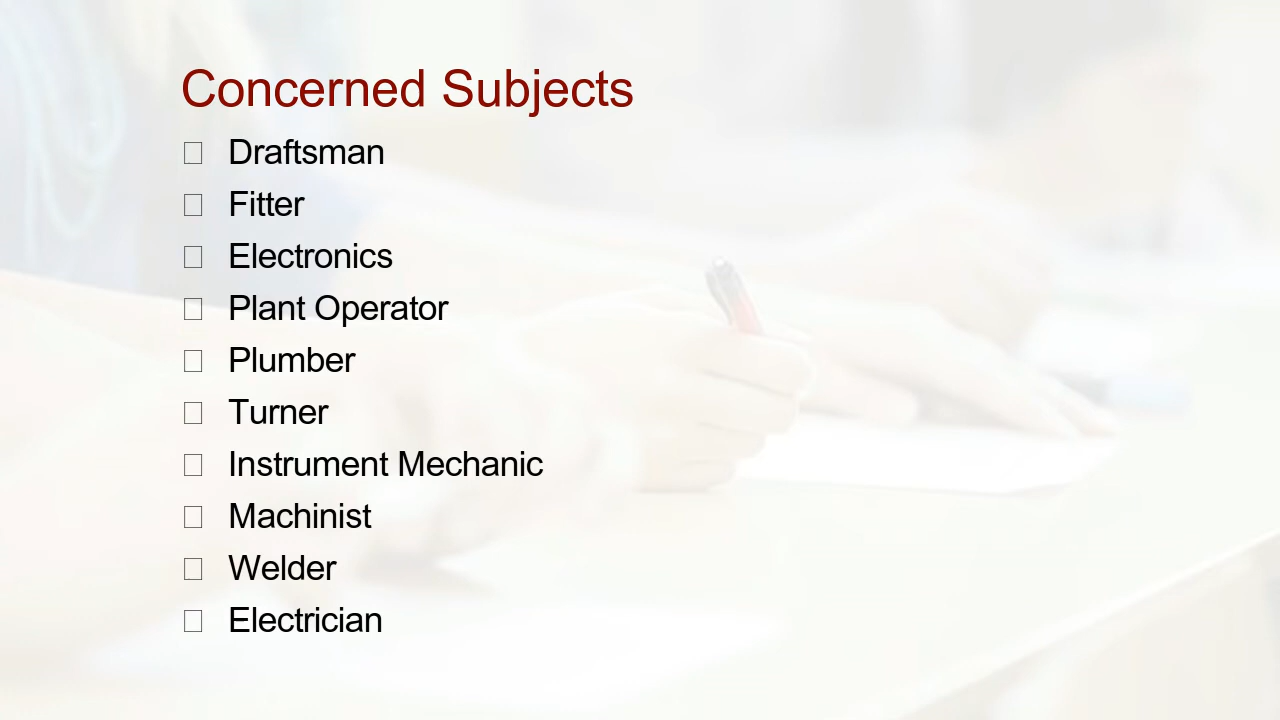 Concerned Subjects
Draftsman
Fitter
Electronics
Plant Operator
Plumber
Turner
Instrument Mechanic
Machinist
Welder
Electrician